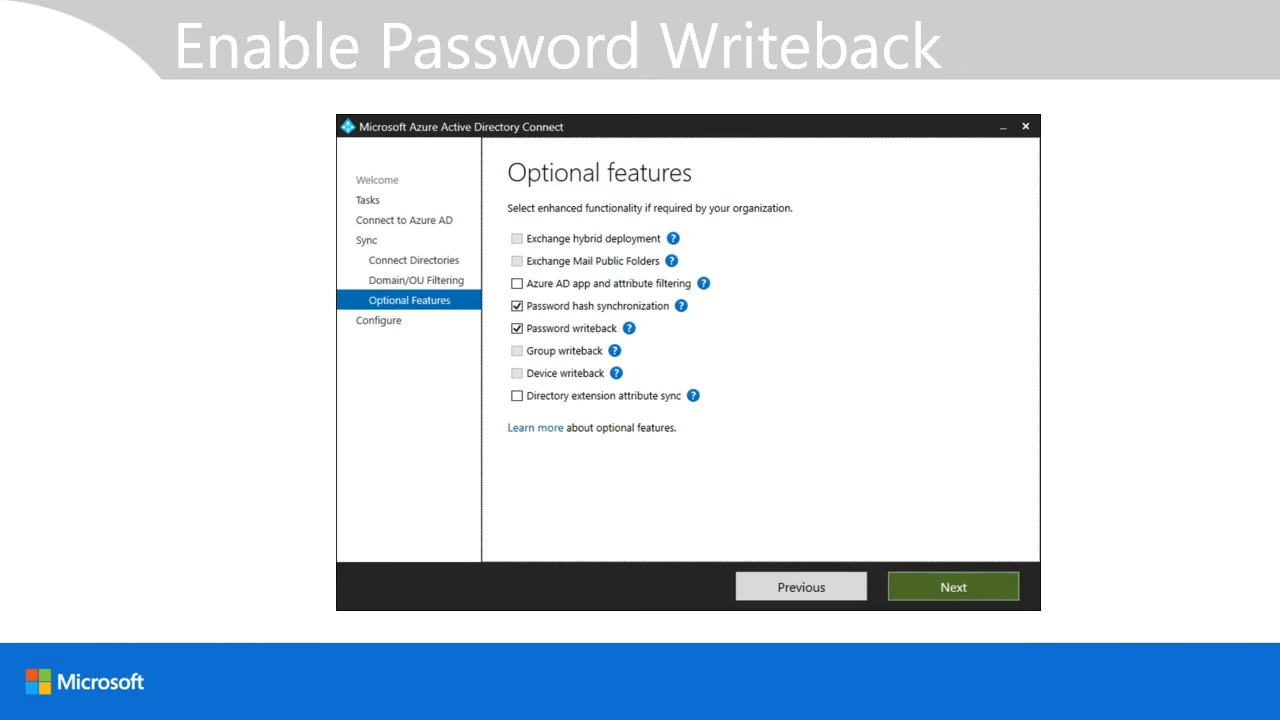 Enable Password Writeback
Microsoft Azure Active Directory Connect
Welcome
Tasks
Connect to Azure AD
Sync
Connect Directories
Domain/OU Filtering
Optional Features
Configure
Optional features
Select enhanced functionality if required by your organization.
Exchange hybrid deployment ?
Exchange Mail Public Folders ?
Azure AD app and attribute filtering ?
Password hash synchronization ?
Password writeback ?
Group writeback ?
Device writeback ?
Directory extension attribute sync ?
Learn more about optional features.
Previous
Next
Microsoft